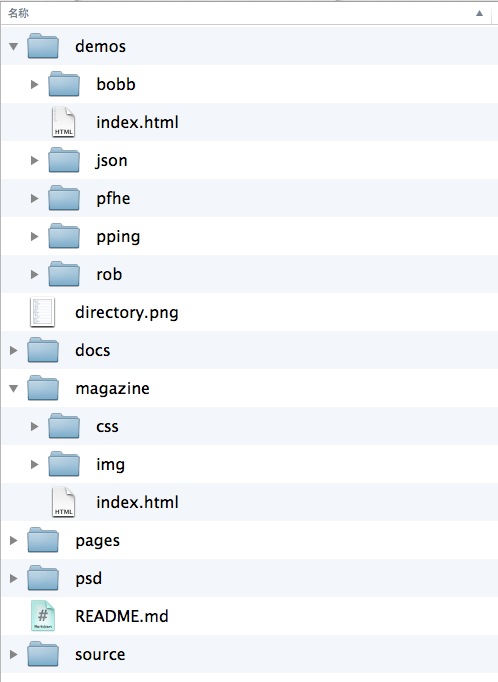 名称
demos
bobb
HTML
index.html
json
pfhe
pping
rob
directory.png
docs
magazine
css
img
HTML
index.html
pages
psd
#
README.md
source